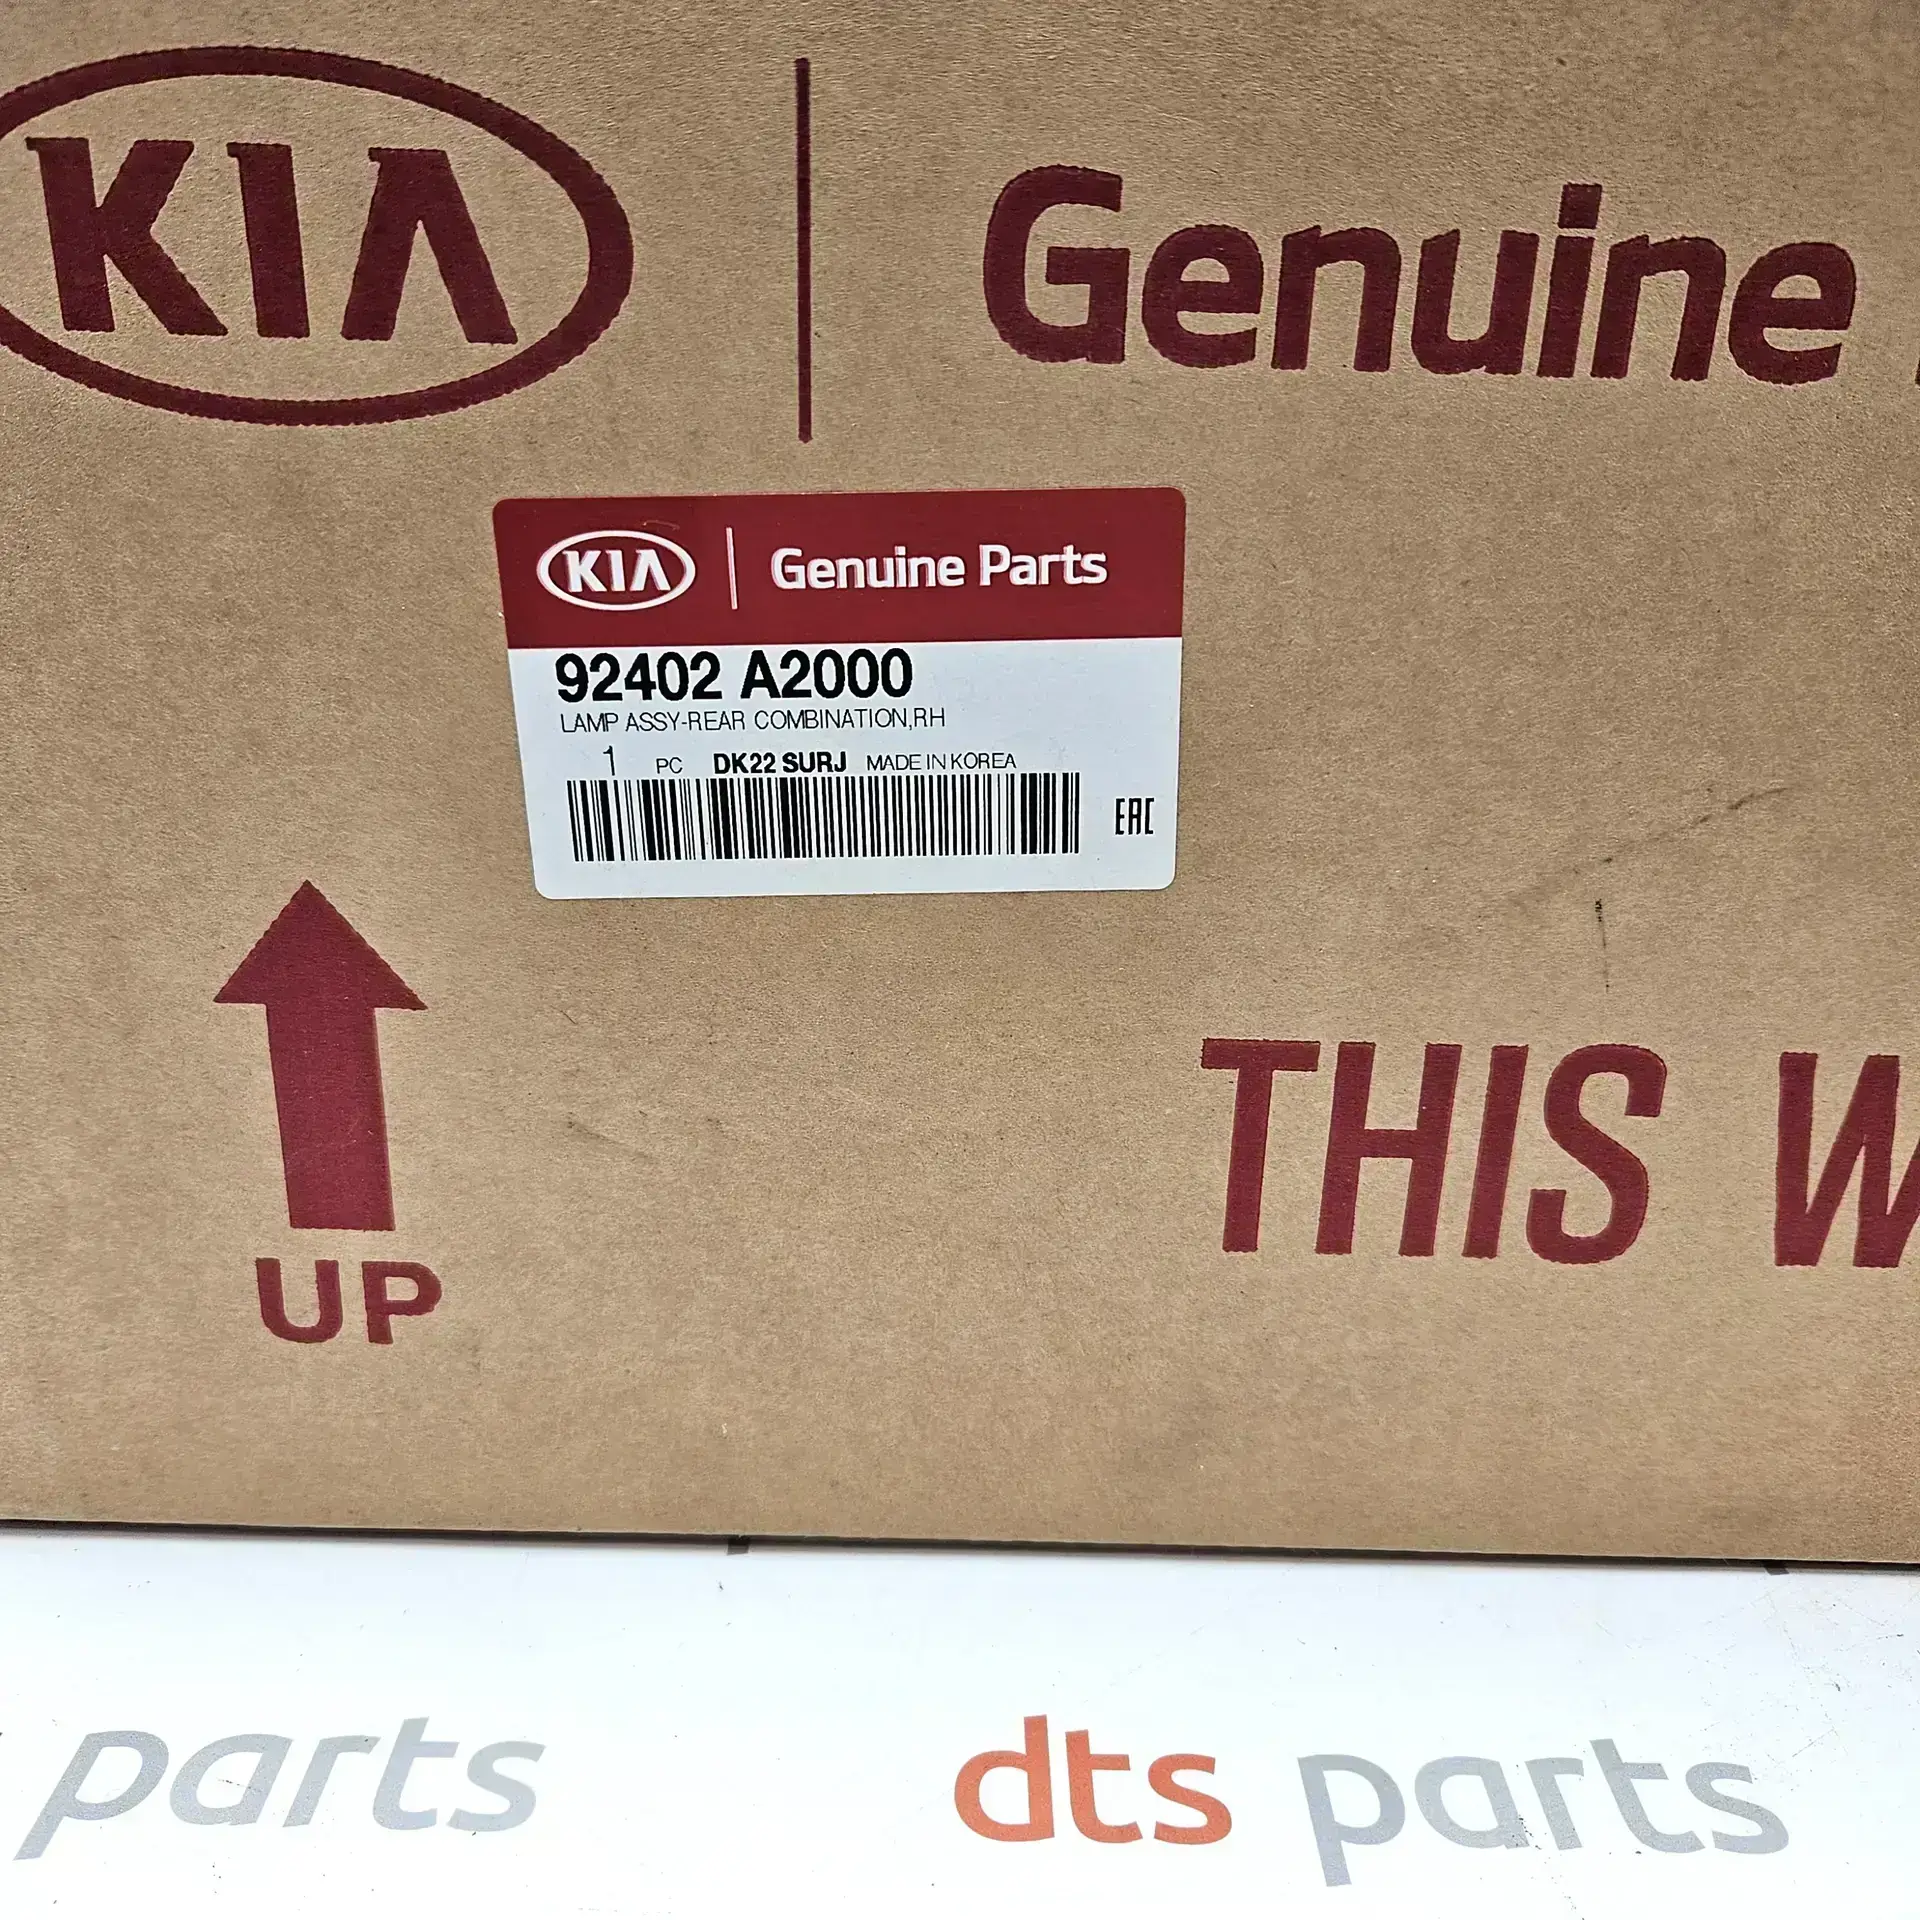 KIA Genuine
KIA Genuine Parts
92402 A2000
LAMP ASSY-REAR COMBINATION,RH
1 PC DK22 SURJ MADE IN KOREA
EAC
UP
THIS W
parts dts parts